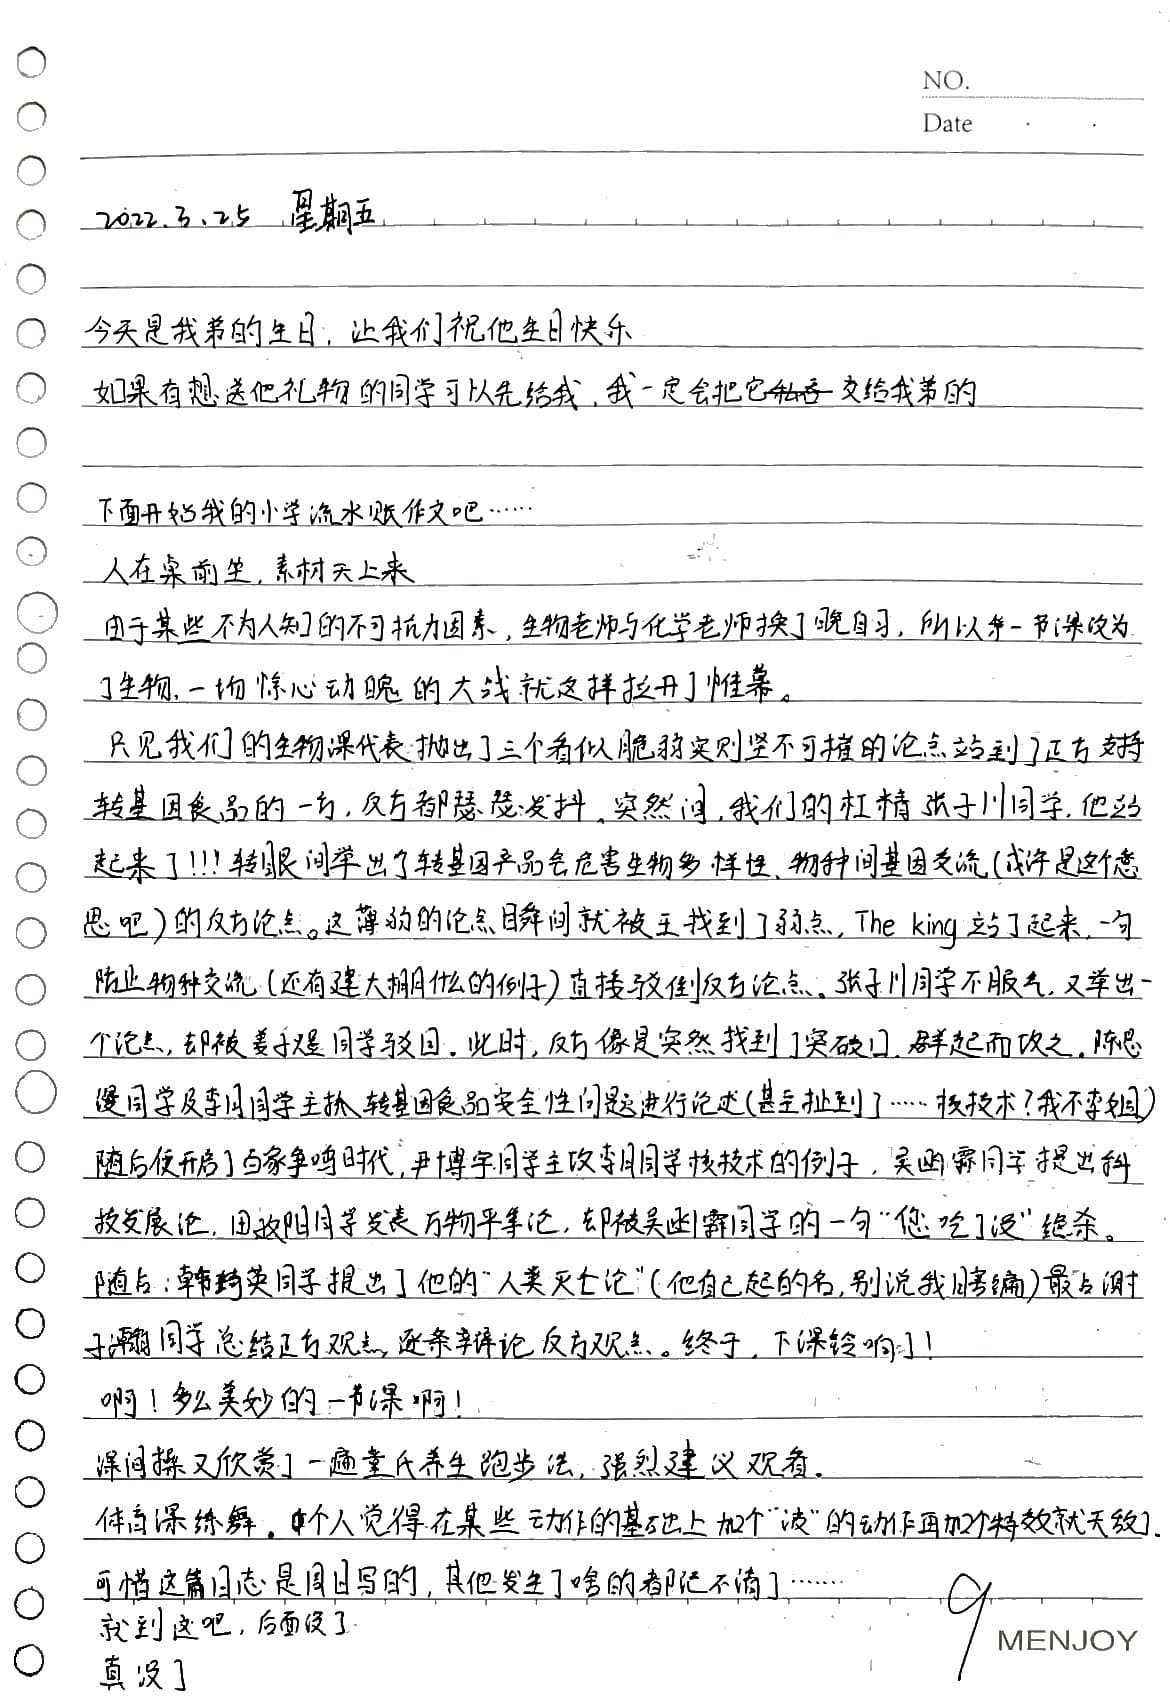 NO.
Date
2022.3.25 星期五
今天是我弟的生日，让我们祝他生日快乐
如果有想送他礼物的同学可以先给我，我一定会把它私吞交给我弟的
下面开始我的小学流水账作文吧……
人在桌前坐，素材天上来
由于某些不为人知的不可抗力因素，生物老师与化学老师换了晚自习，所以第一节课改为
了生物，一场惊心动魄的大战就这样拉开了帷幕。
只见我们的生物课代表抛出了三个看似脆弱实则坚不可摧的论点站到了正方支持
转基因食品的一方，反方都瑟瑟发抖。突然间，我们的杠精张子川同学，他站
起来了!!!转眼间举出了转基因产品会危害生物多样性、物种间基因交流(或许是这个意
思吧)的反方论点。这薄弱的论点瞬间就被王找到了弱点，The king 站了起来，一句
防止物种交流(还有建大棚什么的例子)直接驳倒反方论点。张子川同学不服气，又举出一
个论点，却被姜子煜同学驳回。此时，反方像是突然找到了突破口，群起而攻之。陈思
漫同学及李月同学主抓转基因食品安全性问题进行论述(甚至扯到了……核技术?我不李姐)
随后便开启了百家争鸣时代，尹博宇同学主攻李月同学核技术的例子，吴函霏同学提出科
技发展论，田政阳同学发表万物平等论，却被吴函霏同学的一句“您吃了没”绝杀。
随后：韩琦英同学提出了他的“人类灭亡论”(他自己起的名，别说我瞎编)最后谢
子瀚同学总结正方观点，逐条辩论反方观点。终于，下课铃响了!
啊!多么美妙的一节课啊!
课间操又欣赏了一遍董氏养生跑步法，强烈建议观看。
体育课练舞。个人觉得在某些动作的基础上加个“波”的动作再加个特效就无敌了.
可惜这篇日志是周日写的，其他发生了啥的都记不清了……
就到这吧，后面没了
真没了
9
MENJOY